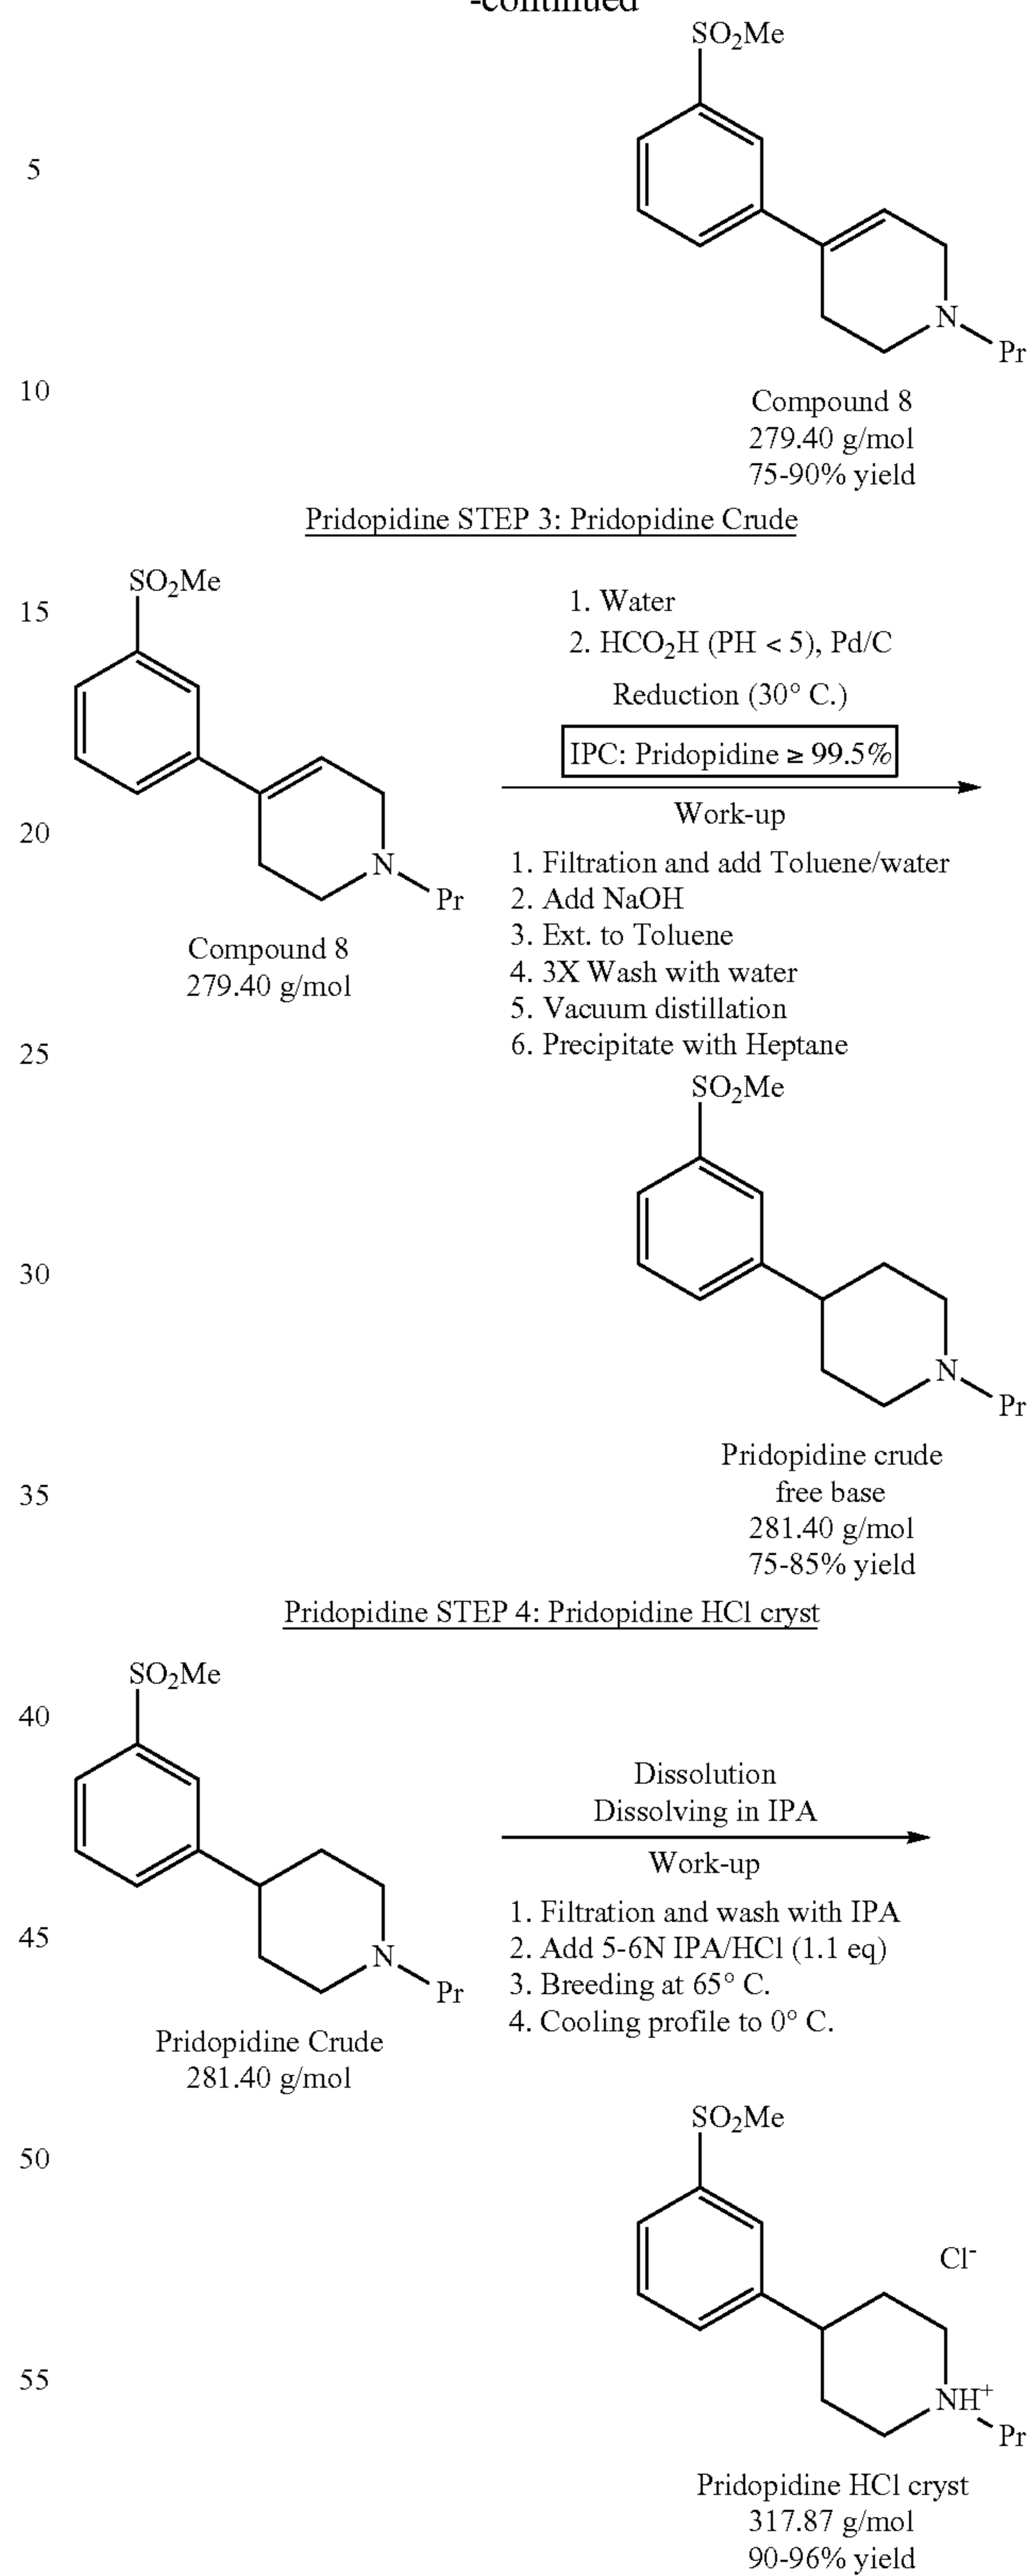 -continued
SO2Me
5
N
Pr
10
Compound 8
279.40 g/mol
75-90% yield
Pridopidine STEP 3: Pridopidine Crude
SO2Me
15
1. Water
2. HCO2H (PH < 5), Pd/C
Reduction (30° C.)
IPC: Pridopidine ≥ 99.5%
Work-up
20
1. Filtration and add Toluene/water
2. Add NaOH
3. Ext. to Toluene
4. 3X Wash with water
5. Vacuum distillation
6. Precipitate with Heptane
N
Pr
Compound 8
279.40 g/mol
25
SO2Me
30
N
Pr
Pridopidine crude
free base
281.40 g/mol
75-85% yield
35
Pridopidine STEP 4: Pridopidine HCl cryst
SO2Me
40
Dissolution
Dissolving in IPA
Work-up
1. Filtration and wash with IPA
2. Add 5-6N IPA/HCl (1.1 eq)
3. Breeding at 65° C.
4. Cooling profile to 0° C.
45
N
Pr
Pridopidine Crude
281.40 g/mol
SO2Me
50
Cl-
55
NH+
Pr
Pridopidine HCl cryst
317.87 g/mol
90-96% yield